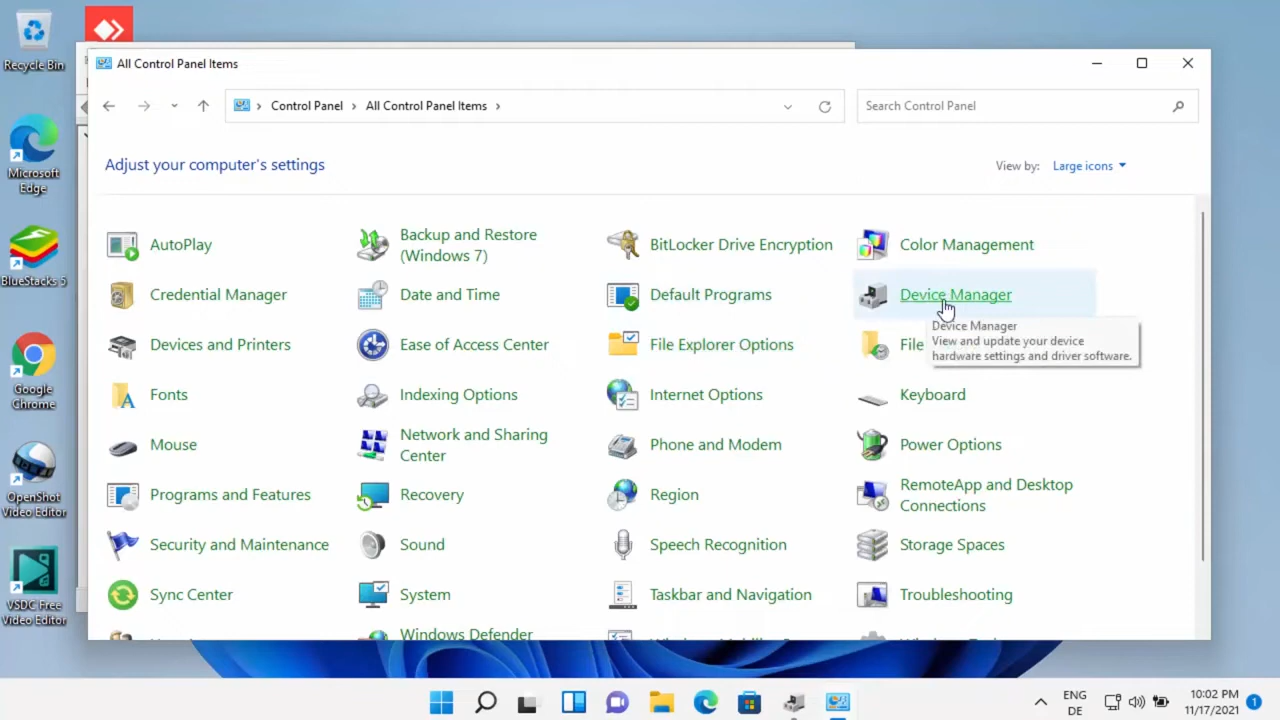 Recycle Bin
Microsoft
Edge
BlueStacks 5
Google
Chrome
OpenShot
Video Editor
VSDC Free
Video Editor
All Control Panel Items
Control Panel
All Control Panel Items
Search Control Panel
Adjust your computer's settings
View by:
Large icons
AutoPlay
Backup and Restore
(Windows 7)
BitLocker Drive Encryption
Color Management
Credential Manager
Date and Time
Default Programs
Device Manager
Device Manager
View and update your device
hardware settings and driver software.
Devices and Printers
Ease of Access Center
File Explorer Options
File
Fonts
Indexing Options
Internet Options
Keyboard
Mouse
Network and Sharing
Center
Phone and Modem
Power Options
Programs and Features
Recovery
Region
RemoteApp and Desktop
Connections
Security and Maintenance
Sound
Speech Recognition
Storage Spaces
Sync Center
System
Taskbar and Navigation
Troubleshooting
Windows Defender
ENG
DE
10:02 PM
11/17/2021
1